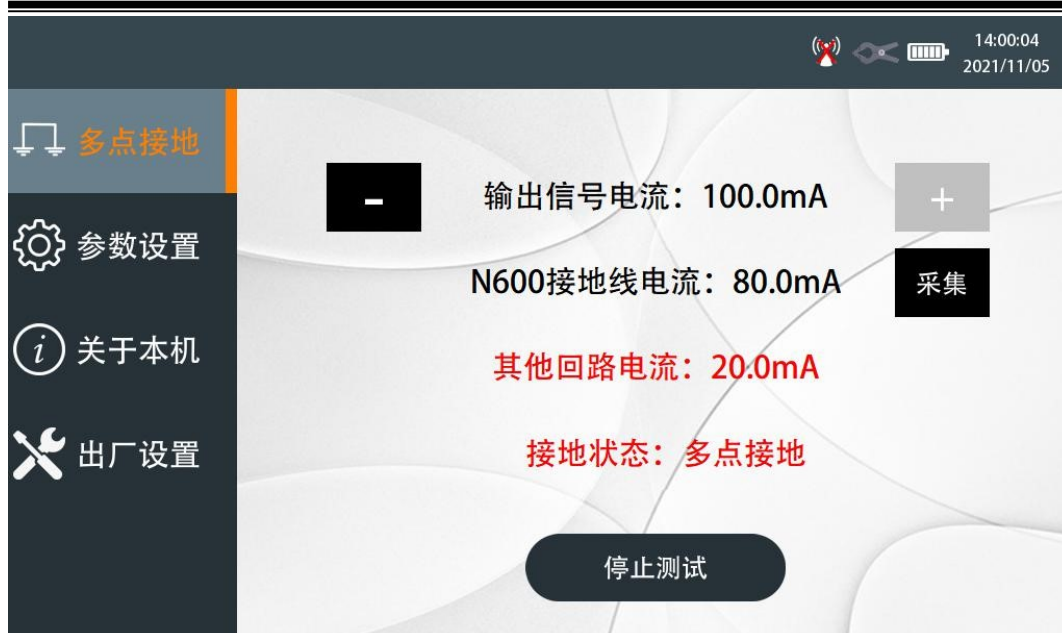 14:00:04
2021/11/05
多点接地
参数设置
关于本机
出厂设置
-
输出信号电流：100.0mA
+
N600接地线电流：80.0mA
采集
其他回路电流：20.0mA
接地状态：多点接地
停止测试